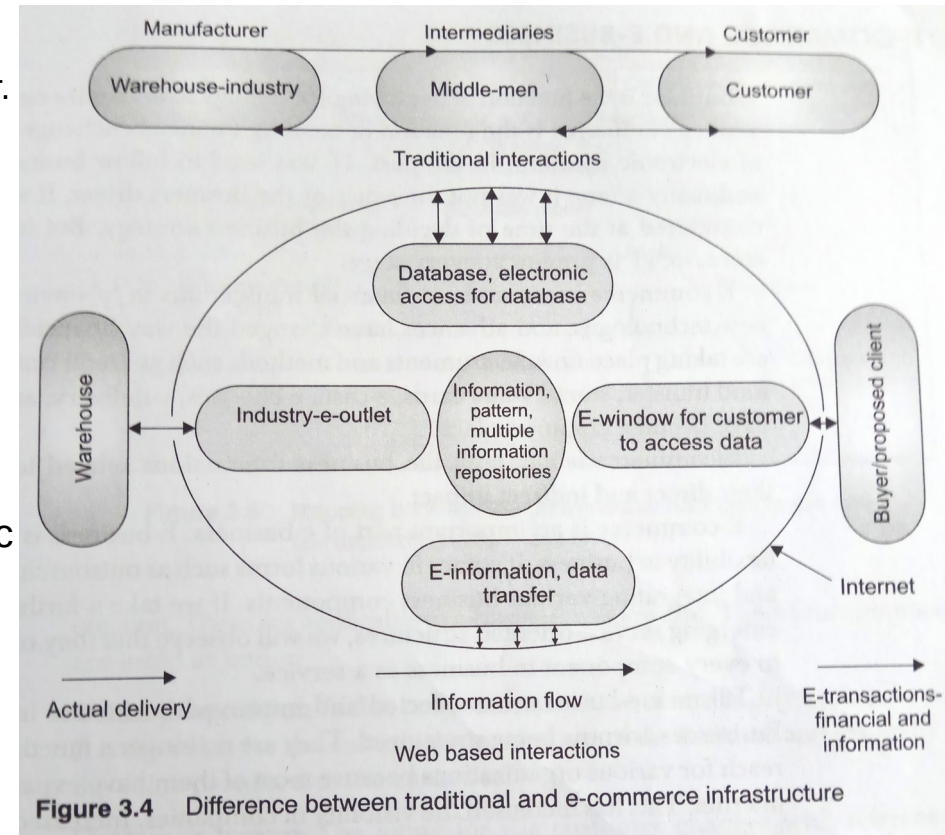 Manufacturer
Intermediaries
Customer
r.
Warehouse-industry
Middle-men
Customer
Traditional interactions
Database, electronic
access for database
Warehouse
Industry-e-outlet
Information
pattern,
multiple
information
repositories
E-window for customer
to access data
Buyer/proposed client
c
E-information, data
transfer
Internet
Actual delivery
Information flow
E-transactions-
financial and
information
Web based interactions
Figure 3.4 Difference between traditional and e-commerce infrastructure